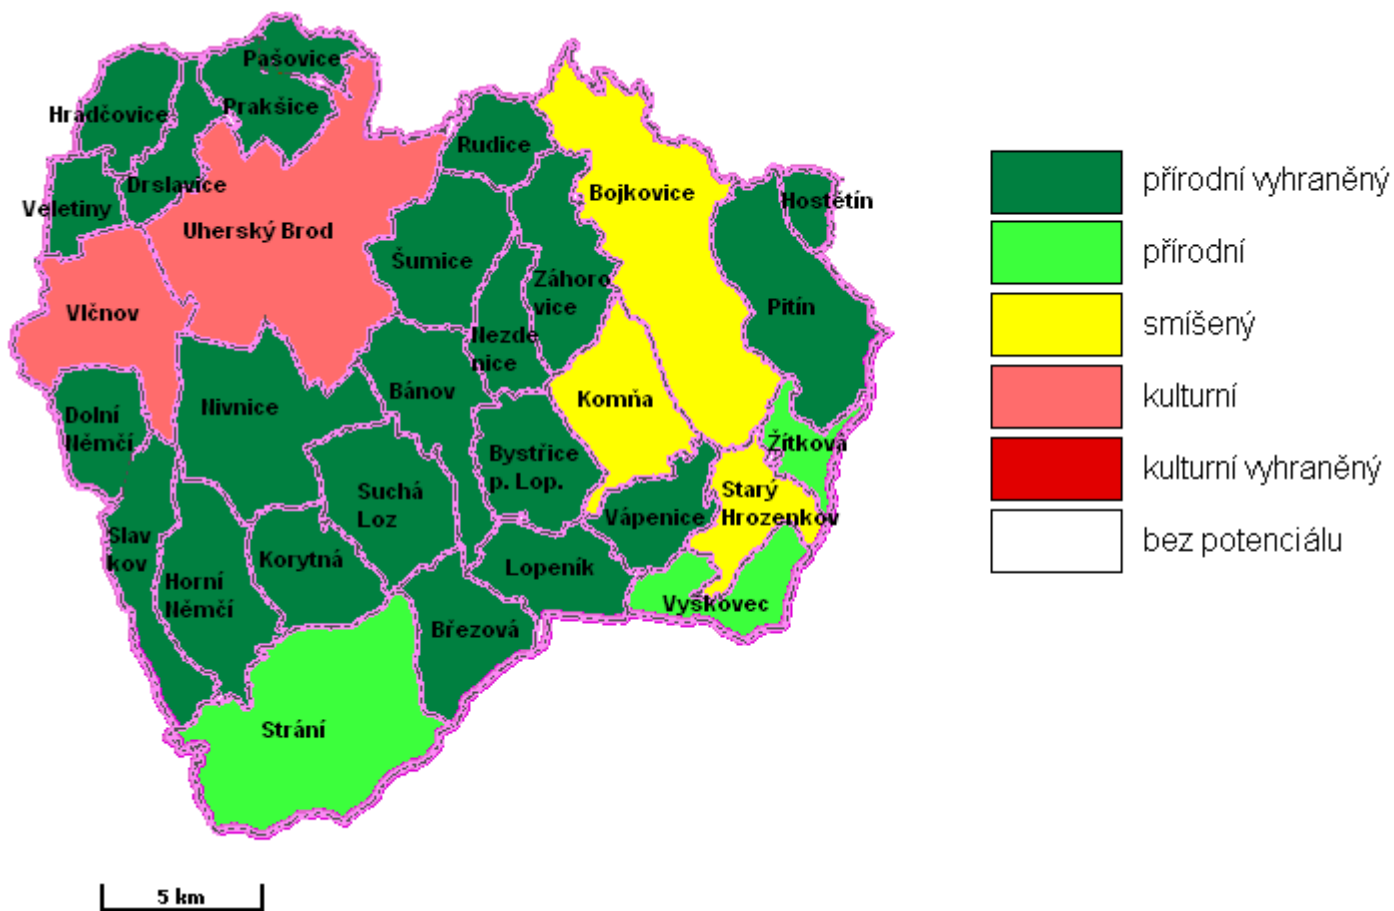 Pašovice
Hradčovice
Prakšice
Rudice
Drslavice
Veletiny
Bojkovice
Hostětín
Uherský Brod
Šumice
Záhoro
vice
Vlčnov
Pitín
Nezde
nice
Bánov
Komňa
Nivnice
Dolní
Němčí
Žítková
Bystřice
p. Lop.
Suchá
Loz
Starý
Hrozenkov
Vápenice
Slav
kov
Korytná
Lopeník
Horní
Němčí
Vyškovec
Březová
Strání
5 km
přírodní vyhraněný
přírodní
smíšený
kulturní
kulturní vyhraněný
bez potenciálu